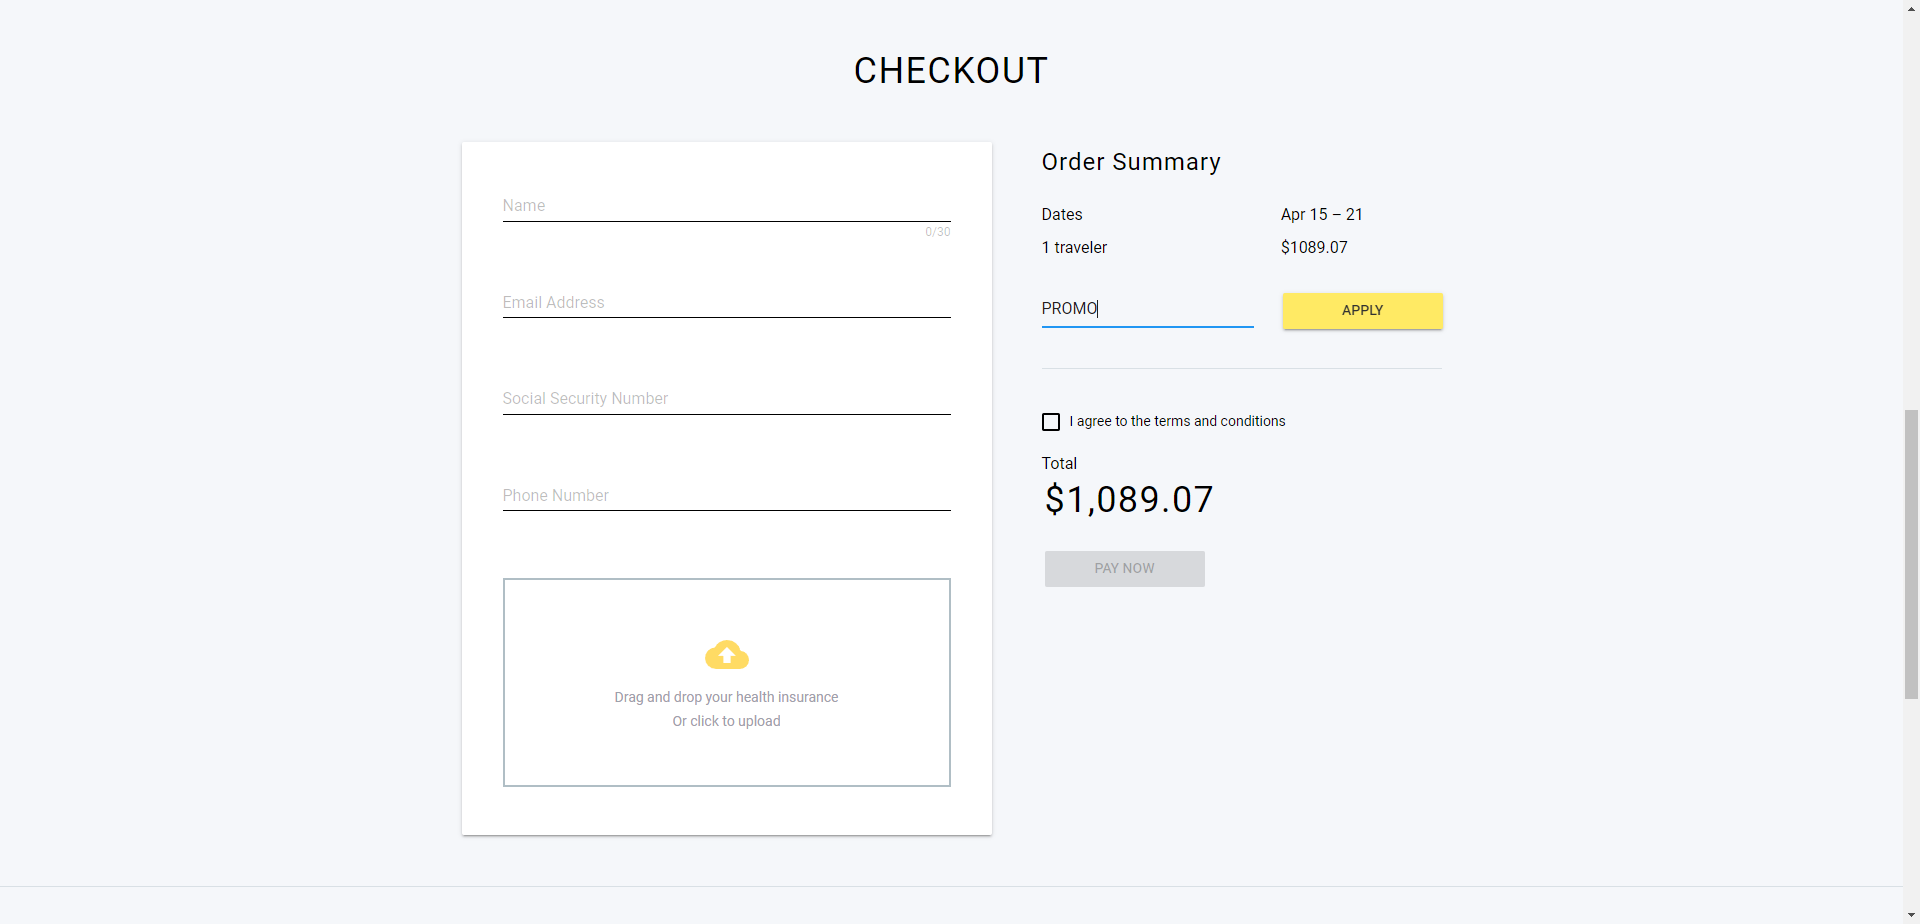 CHECKOUT
Name
0/30
Email Address
Social Security Number
Phone Number
Drag and drop your health insurance
Or click to upload
Order Summary
Dates Apr 15 – 21
1 traveler $1089.07
PROMO APPLY
I agree to the terms and conditions
Total
$1,089.07
PAY NOW